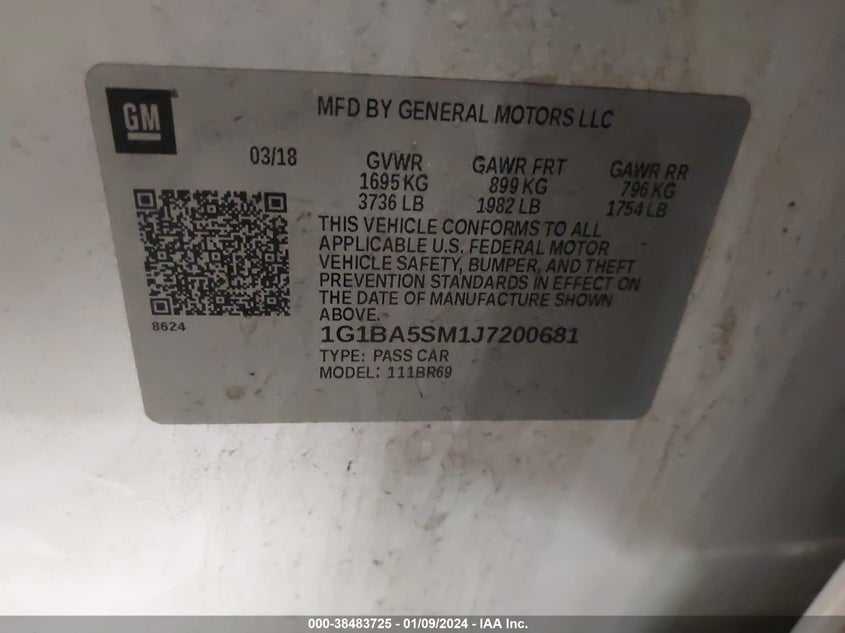 GM
MFD BY GENERAL MOTORS LLC
03/18 GVWR GAWR FRT GAWR RR
1695 KG 899 KG 796 KG
3736 LB 1982 LB 1754 LB
THIS VEHICLE CONFORMS TO ALL
APPLICABLE U.S. FEDERAL MOTOR
VEHICLE SAFETY, BUMPER, AND THEFT
PREVENTION STANDARDS IN EFFECT ON
THE DATE OF MANUFACTURE SHOWN
ABOVE.
8624
1G1BA5SM1J7200681
TYPE: PASS CAR
MODEL: 111BR69
000-38483725 - 01/09/2024 - IAA Inc.